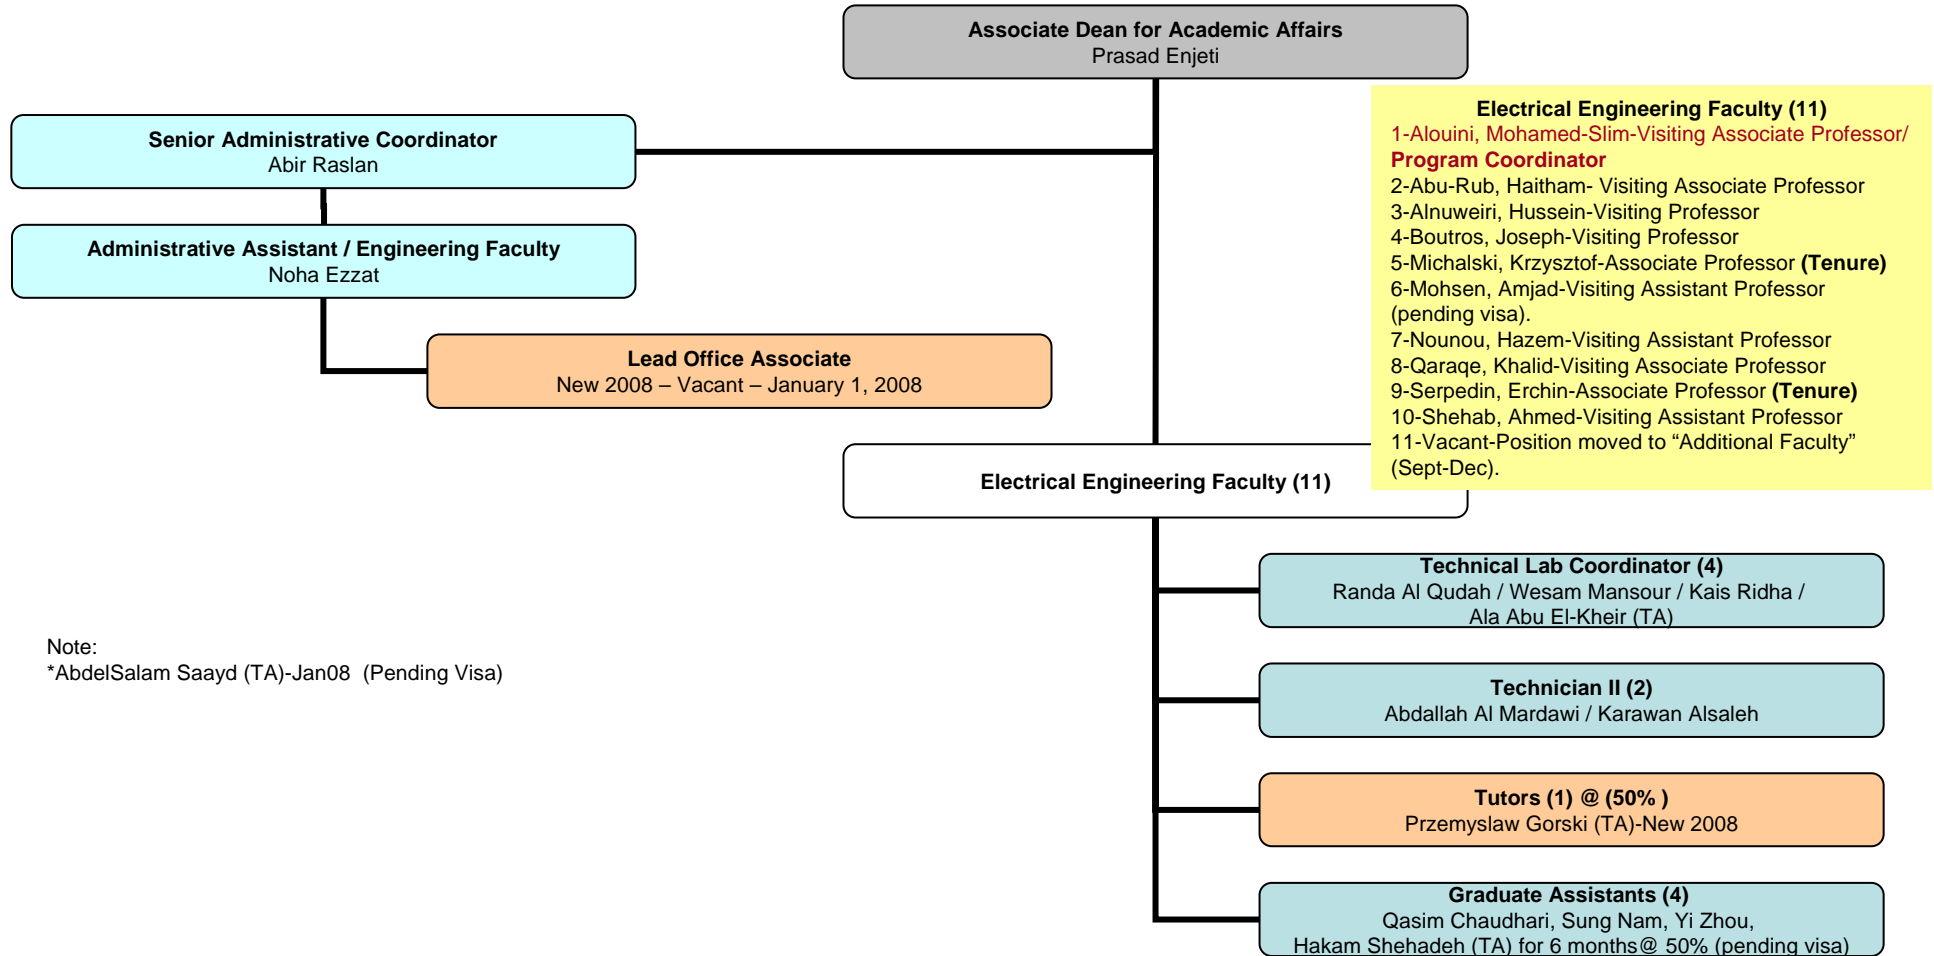 Associate Dean for Academic Affairs
Prasad Enjeti
Senior Administrative Coordinator
Abir Raslan
Administrative Assistant / Engineering Faculty
Noha Ezzat
Lead Office Associate
New 2008 – Vacant – January 1, 2008
Electrical Engineering Faculty (11)
1-Alouini, Mohamed-Slim-Visiting Associate Professor/
Program Coordinator
2-Abu-Rub, Haitham- Visiting Associate Professor
3-Alnuweiri, Hussein-Visiting Professor
4-Boutros, Joseph-Visiting Professor
5-Michalski, Krzysztof-Associate Professor (Tenure)
6-Mohsen, Amjad-Visiting Assistant Professor
(pending visa).
7-Nounou, Hazem-Visiting Assistant Professor
8-Qaraqe, Khalid-Visiting Associate Professor
9-Serpedin, Erchin-Associate Professor (Tenure)
10-Shehab, Ahmed-Visiting Assistant Professor
11-Vacant-Position moved to “Additional Faculty”
(Sept-Dec).
Electrical Engineering Faculty (11)
Technical Lab Coordinator (4)
Randa Al Qudah / Wesam Mansour / Kais Ridha /
Ala Abu El-Kheir (TA)
Note:
*AbdelSalam Saayd (TA)-Jan08  (Pending Visa)
Technician II (2)
Abdallah Al Mardawi / Karawan Alsaleh
Tutors (1) @ (50% )
Przemyslaw Gorski (TA)-New 2008
Graduate Assistants (4)
Qasim Chaudhari, Sung Nam, Yi Zhou,
Hakam Shehadeh (TA) for 6 months@ 50% (pending visa)